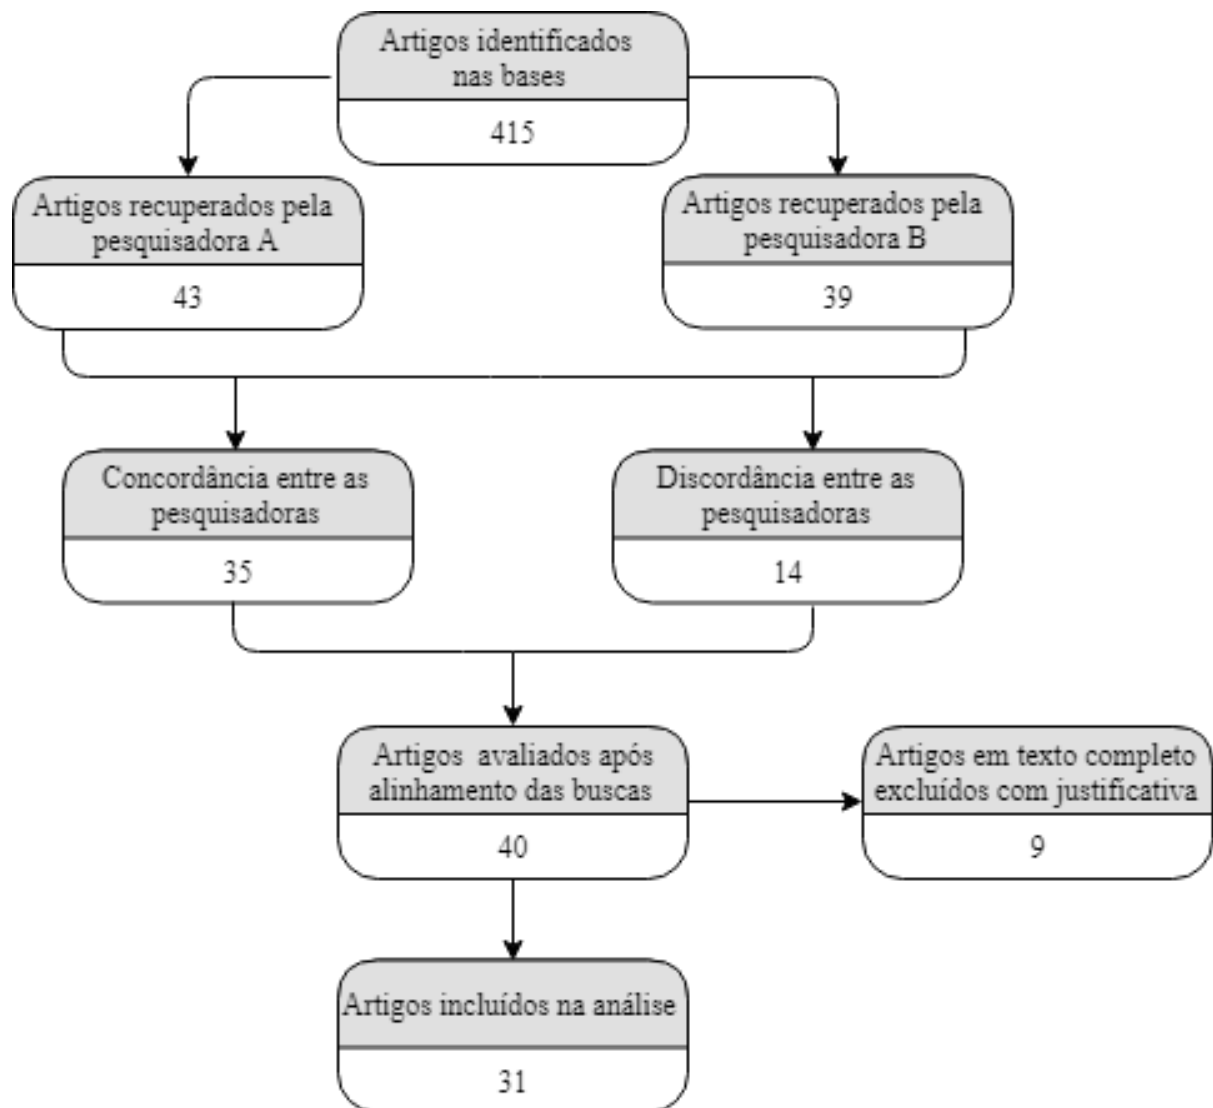 Artigos identificados
nas bases
415
Artigos recuperados pela
pesquisadora A
43
Artigos recuperados pela
pesquisadora B
39
Concordância entre as
pesquisadoras
35
Discordância entre as
pesquisadoras
14
Artigos avaliados após
alinhamento das buscas
40
Artigos em texto completo
excluídos com justificativa
9
Artigos incluídos na análise
31